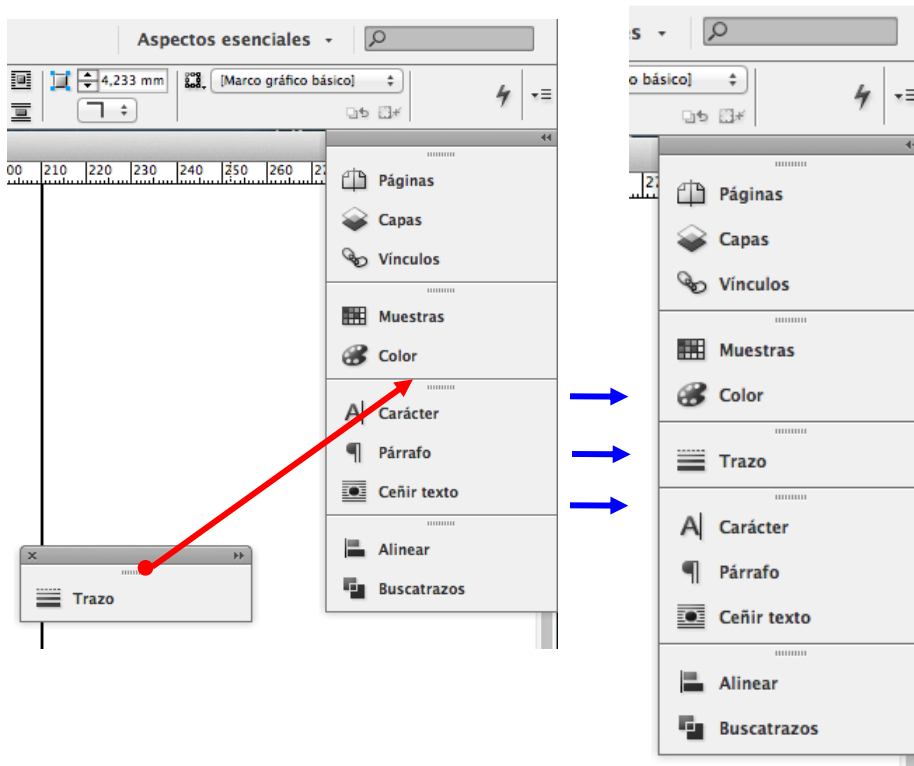 Aspectos esenciales
4,233 mm
[Marco gráfico básico]
00 210 220 230 240 250 260 27
Páginas
Capas
Vínculos
Muestras
Color
Carácter
Párrafo
Ceñir texto
Alinear
Buscatrazos
Trazo
s
o básico]
27
Páginas
Capas
Vínculos
Muestras
Color
Trazo
Carácter
Párrafo
Ceñir texto
Alinear
Buscatrazos